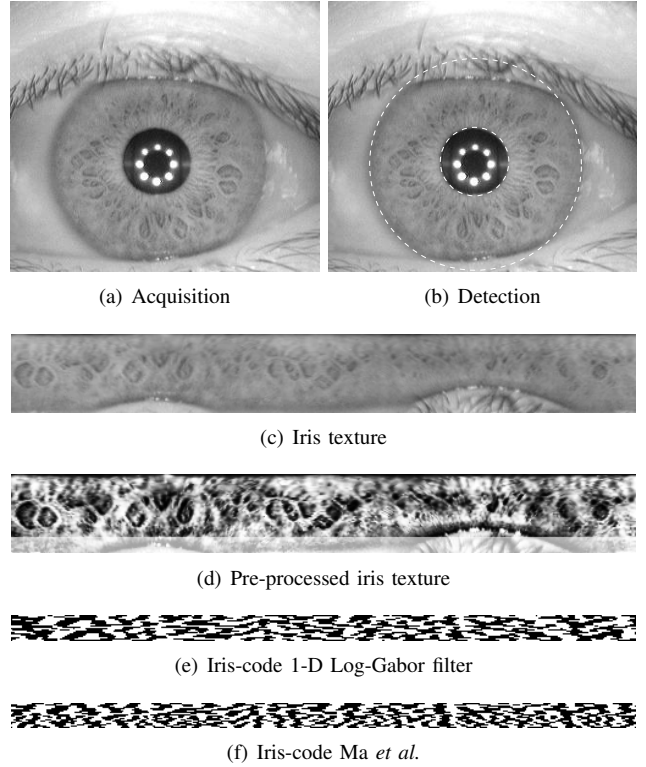 (a) Acquisition
(b) Detection
(c) Iris texture
(d) Pre-processed iris texture
(e) Iris-code 1-D Log-Gabor filter
(f) Iris-code Ma et al.